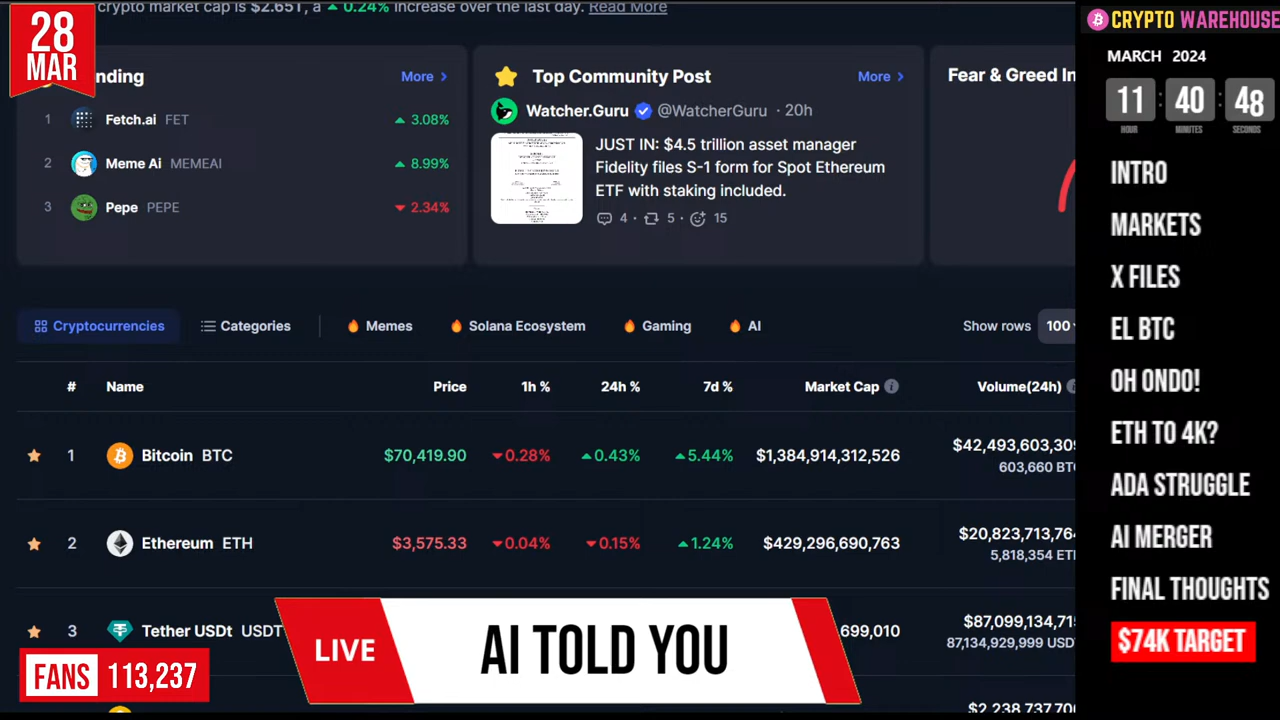 crypto market cap is $2.65T, a ▲ 0.24% increase over the last day. Read More
28
MAR
nding
More >
1 Fetch.ai FET ▲ 3.08%
2 Meme Ai MEMEAI ▲ 8.99%
3 Pepe PEPE ▼ 2.34%
Top Community Post
More >
Watcher.Guru @WatcherGuru · 20h
JUST IN: $4.5 trillion asset manager
Fidelity files S-1 form for Spot Ethereum
ETF with staking included.
4 · 5 · 15
Fear & Greed In
Cryptocurrencies
Categories
Memes
Solana Ecosystem
Gaming
AI
Show rows 100
# Name Price 1h % 24h % 7d % Market Cap Volume(24h)
1 Bitcoin BTC $70,419.90 ▼0.28% ▲0.43% ▲5.44% $1,384,914,312,526 $42,493,603,309
603,660 BTC
2 Ethereum ETH $3,575.33 ▼0.04% ▼0.15% ▲1.24% $429,296,690,763 $20,823,713,764
5,818,354 ET
3 Tether USDt USDT 699,010 $87,099,134,715
87,134,929,999 USDT
LIVE
AI TOLD YOU
FANS 113,237
CRYPTO WAREHOUSE
MARCH 2024
11 : 40 : 48
HOUR MINUTES SECONDS
INTRO
MARKETS
X FILES
EL BTC
OH ONDO!
ETH TO 4K?
ADA STRUGGLE
AI MERGER
FINAL THOUGHTS
$74K TARGET